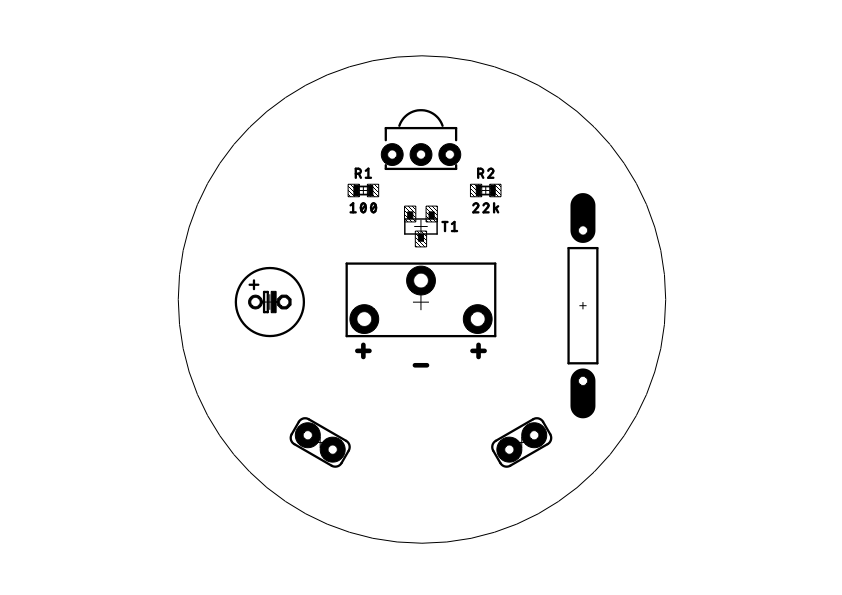 R1 R2
100 22k
T1
+
+ +
−